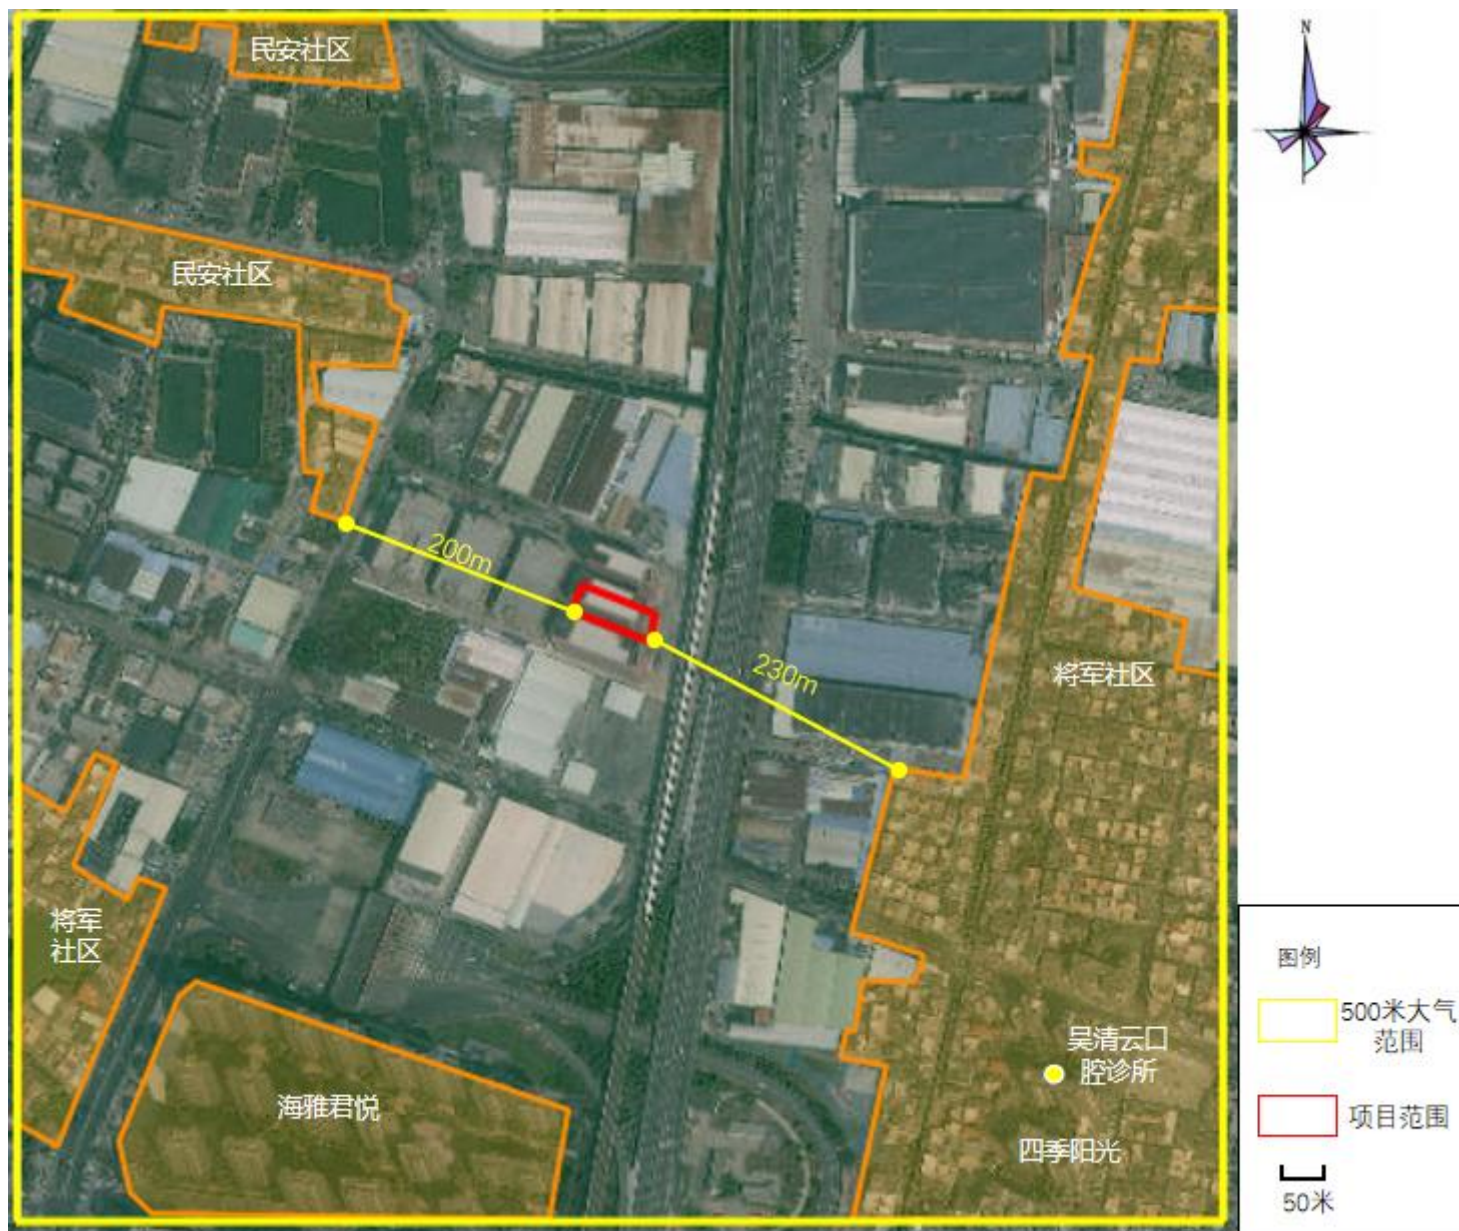 N
民安社区
民安社区
200m
230m
将军社区
将军
社区
吴清云口
腔诊所
海雅君悦
四季阳光
图例
500米大气
范围
项目范围
50米